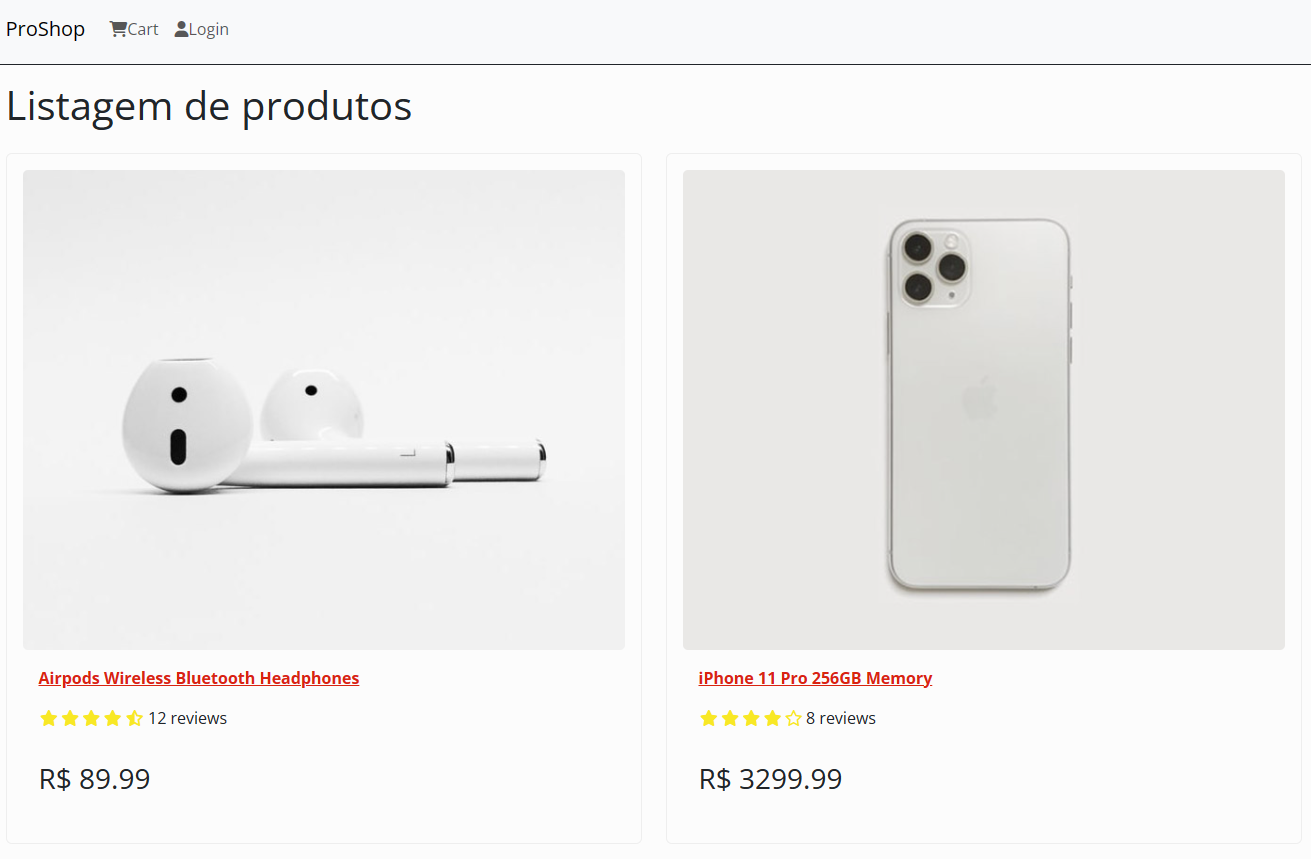 ProShop Cart Login
Listagem de produtos
Airpods Wireless Bluetooth Headphones
12 reviews
R$ 89.99
iPhone 11 Pro 256GB Memory
8 reviews
R$ 3299.99